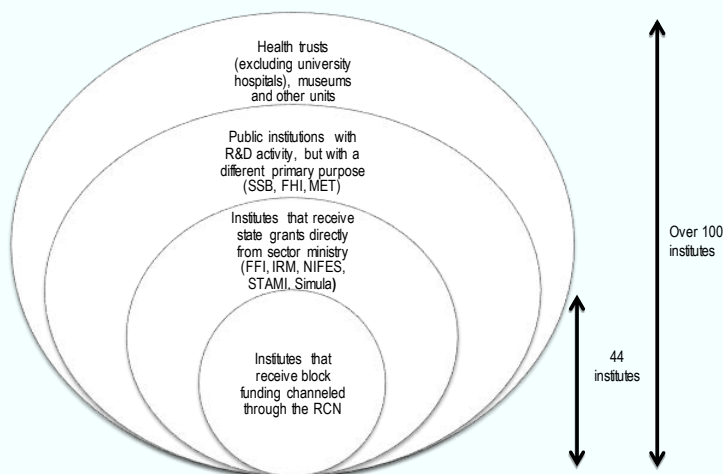 Health trusts
(excluding university
hospitals), museums
and other units
Public institutions with
R&D activity, but with a
different primary purpose
(SSB, FHI, MET)
Institutes that receive
state grants directly
from sector ministry
(FFI, IRM, NIFES,
STAMI, Simula)
Institutes that
receive block
funding channeled
through the RCN
Over 100
institutes
44
institutes